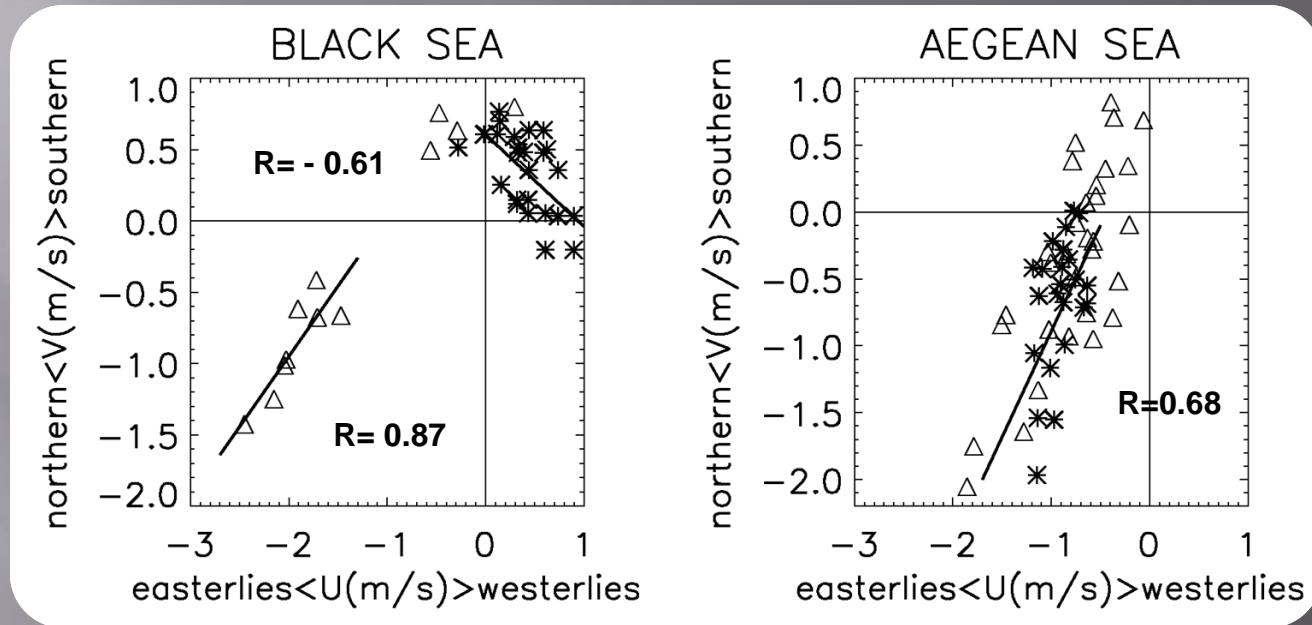 BLACK SEA
northern<V(m/s)>southern
1.0
0.5
0.0
−0.5
−1.0
−1.5
−2.0
R= - 0.61
R= 0.87
−3 −2 −1 0 1
easterlies<U(m/s)>westerlies
AEGEAN SEA
northern<V(m/s)>southern
1.0
0.5
0.0
−0.5
−1.0
−1.5
−2.0
R=0.68
−3 −2 −1 0 1
easterlies<U(m/s)>westerlies